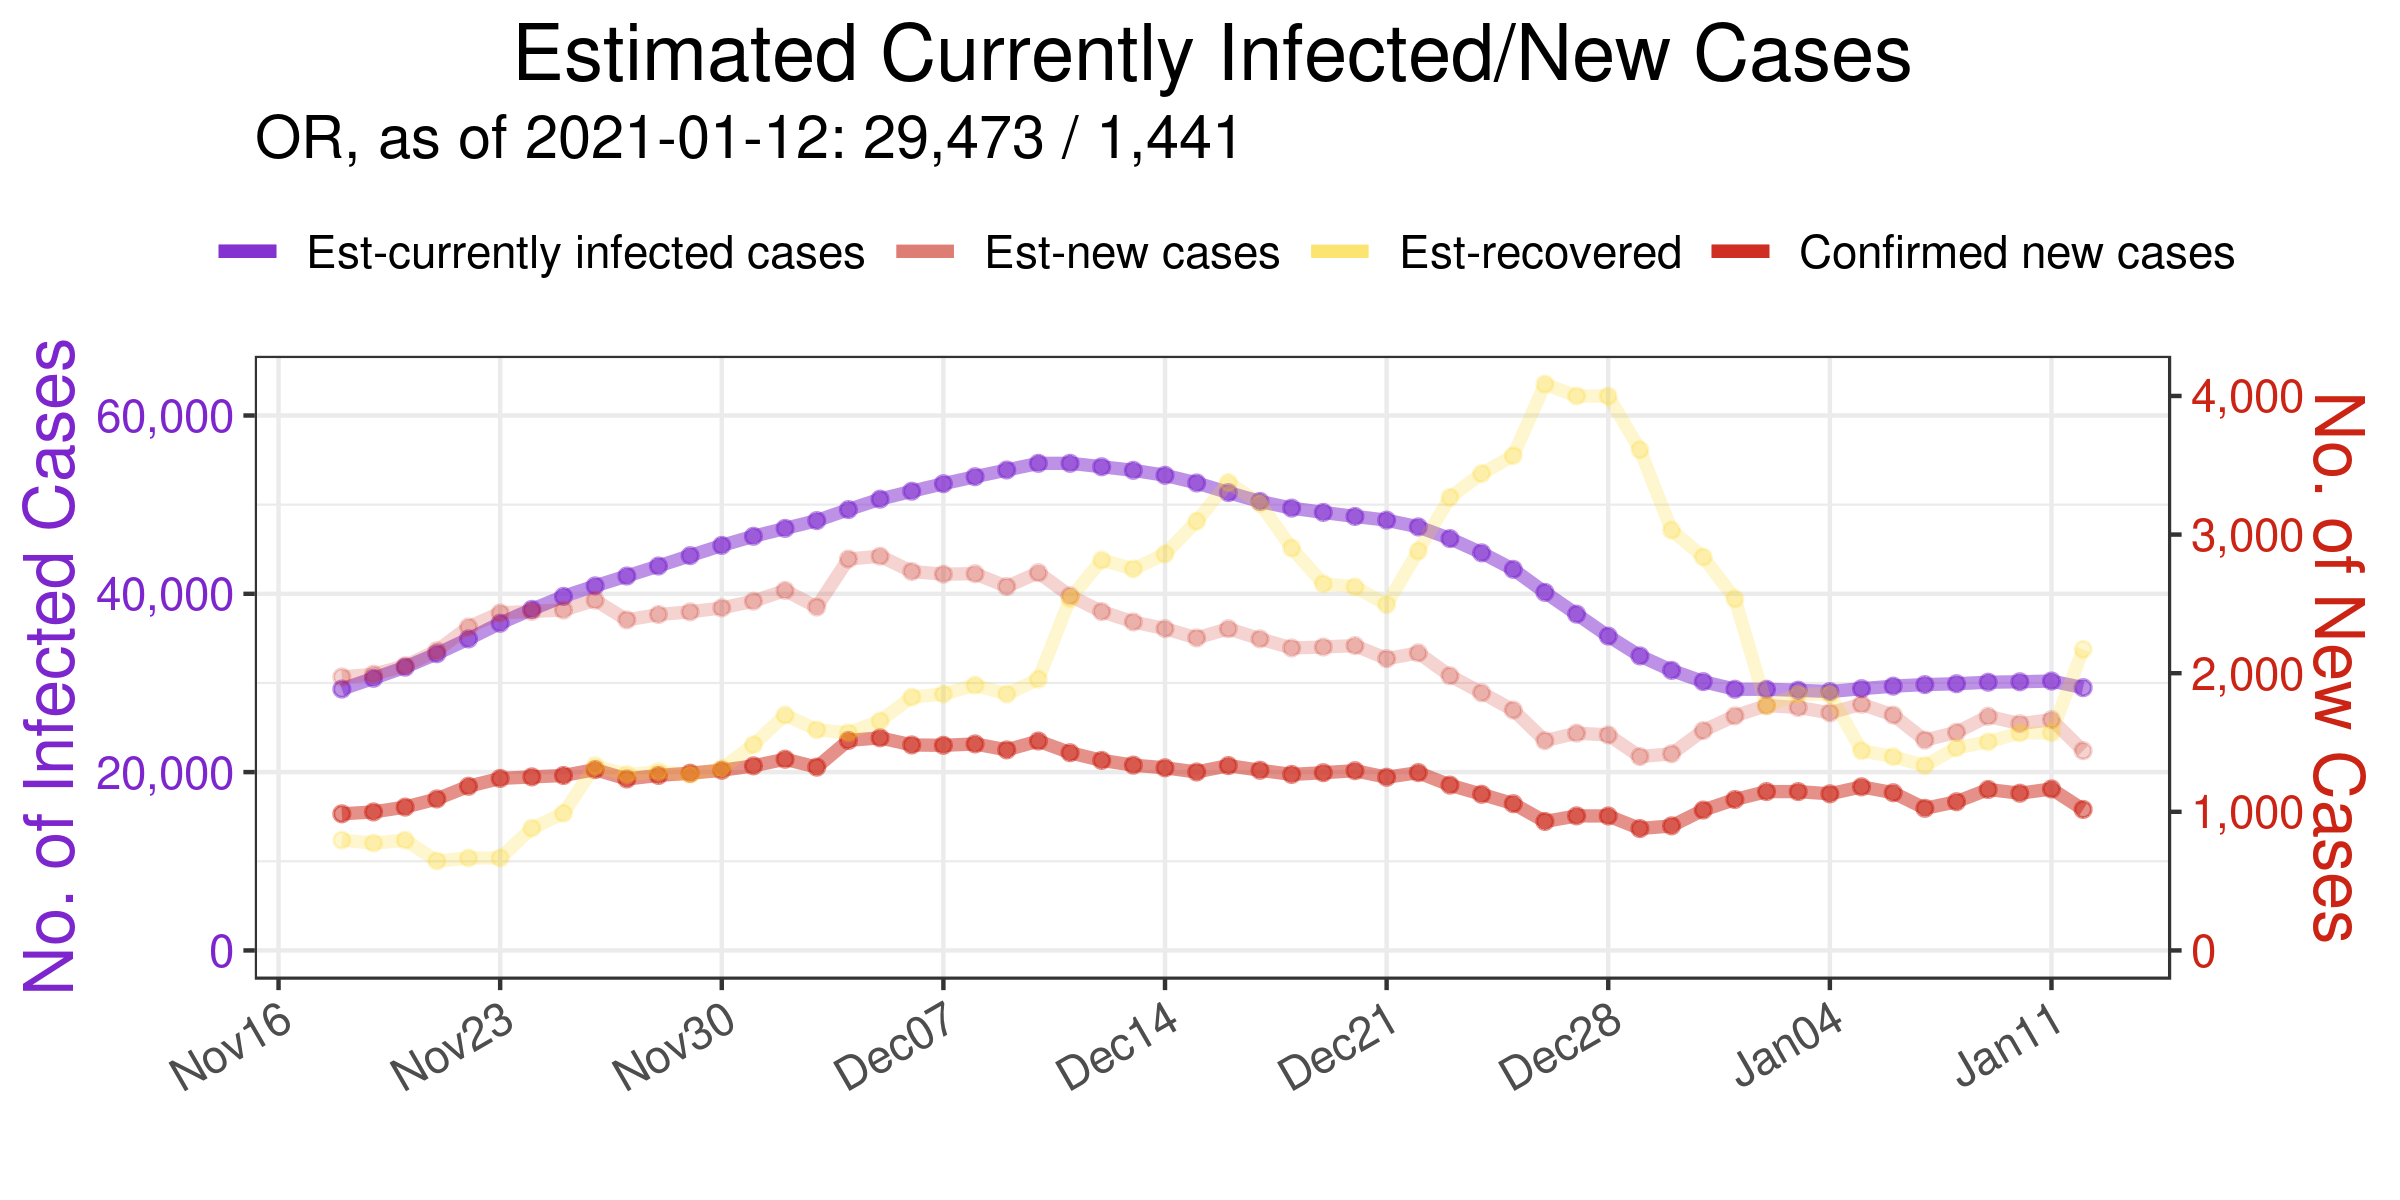 Estimated Currently Infected/New Cases
OR, as of 2021-01-12: 29,473 / 1,441
Est-currently infected cases Est-new cases Est-recovered Confirmed new cases
No. of Infected Cases
60,000
40,000
20,000
0
4,000
3,000
2,000
1,000
0
No. of New Cases
Nov16 Nov23 Nov30 Dec07 Dec14 Dec21 Dec28 Jan04 Jan11